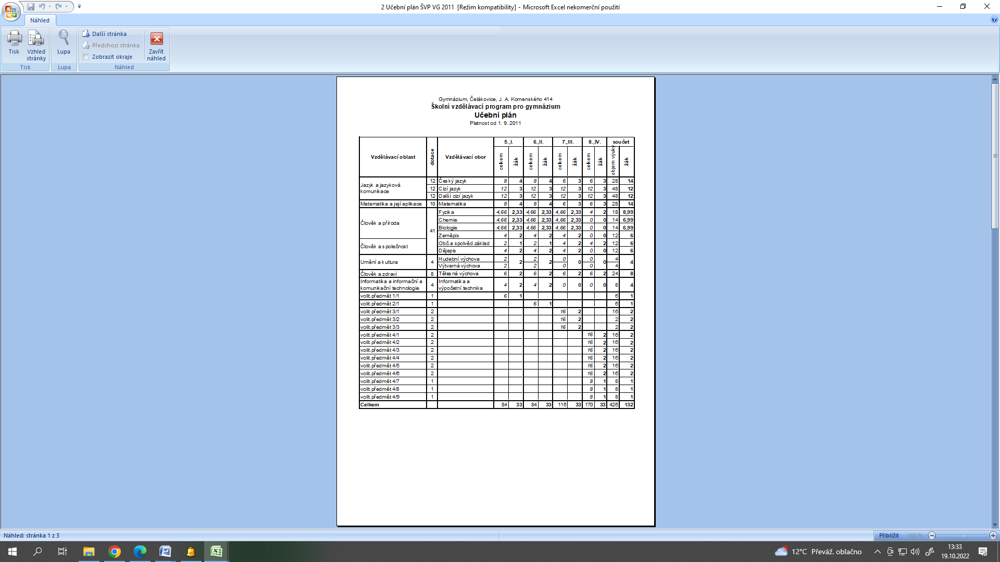 2 Učební plán ŠVP VG 2011  [Režim kompatibility] - Microsoft Excel nekomerční použití
Náhled
Tisk
Vzhled stránky
Tisk
Lupa
Lupa
Další stránka
Předchozí stránka
Zobrazit okraje
Zavřít náhled
Náhled
Gymnázium, Čelákovice, J. A. Komenského 414
Školní vzdělávací program pro gymnázium
Učební plán
Platnost od 1. 9. 2011
Vzdělávací oblast dotace Vzdělávací obor 5.,I. 6.,II. 7.,III. 8.,IV. součet
celkem žák celkem žák celkem žák celkem žák objem výuky žák
Jazyk a jazyková komunikace 12 Český jazyk 8 4 8 4 6 3 6 3 28 14
12 Cizí jazyk 12 3 12 3 12 3 12 3 48 12
12 Další cizí jazyk 12 3 12 3 12 3 12 3 48 12
Matematika a její aplikace 10 Matematika 8 4 8 4 6 3 6 3 28 14
Člověk a příroda 41 Fyzika 4,66 2,33 4,66 2,33 4,66 2,33 4 2 18 8,99
Chemie 4,66 2,33 4,66 2,33 4,66 2,33 0 0 14 6,99
Biologie 4,66 2,33 4,66 2,33 4,66 2,33 0 0 14 6,99
Zeměpis 4 2 4 2 4 2 0 0 12 6
Člověk a společnost Obč.a spolvěd.základ 2 1 2 1 4 2 4 2 12 6
Dějepis 4 2 4 2 4 2 0 0 12 6
Umění a kultura 4 Hudební výchova 2 2 2 2 0 0 0 0 4 4
Výtvarná výchova 2 2 0 0 4
Člověk a zdraví 8 Tělesná výchova 6 2 6 2 6 2 6 2 24 8
Informatika a informační a komunikační technologie 4 Informatika a výpočetní technika 4 2 4 2 0 0 0 0 8 4
volit.předmět 1/1 1 6 1 6 1
volit.předmět 2/1 1 6 1 6 1
volit předmět 3/1 2 16 2 16 2
volit.předmět 3/2 2 16 2 2 2
volit.předmět 3/3 2 16 2 2 2
volit.předmět 4/1 2 16 2 16 2
volit.předmět 4/2 2 16 2 16 2
volit.předmět 4/3 2 16 2 16 2
volit.předmět 4/4 2 16 2 16 2
volit.předmět 4/5 2 16 2 16 2
volit.předmět 4/6 2 16 2 16 2
volit.předmět 4/7 1 8 1 8 1
volit.předmět 4/8 1 8 1 8 1
volit.předmět 4/9 1 8 1 8 1
Celkem 84 33 84 33 116 33 170 33 426 132
Náhled: stránka 1 z 3
Přiblížit 100 %
12°C Převáž. oblačno
13:33
19.10.2022